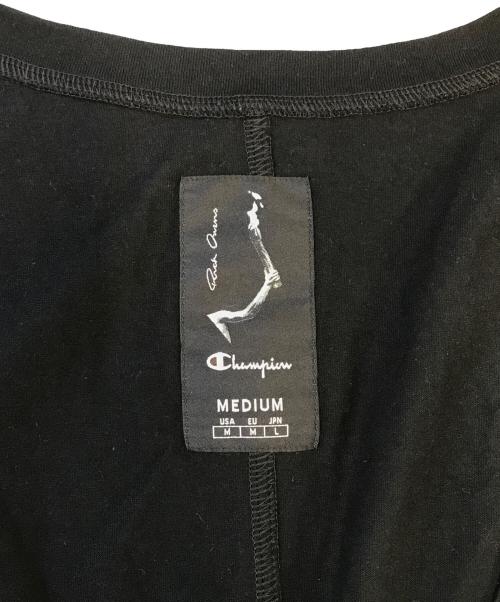 Rick Owens
Champion
MEDIUM
USA EU JPN
M M L